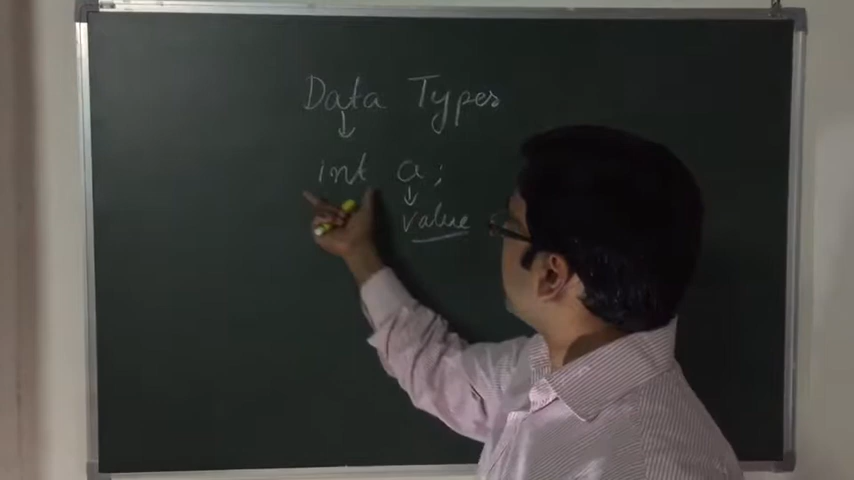 Data Types
int a;
value